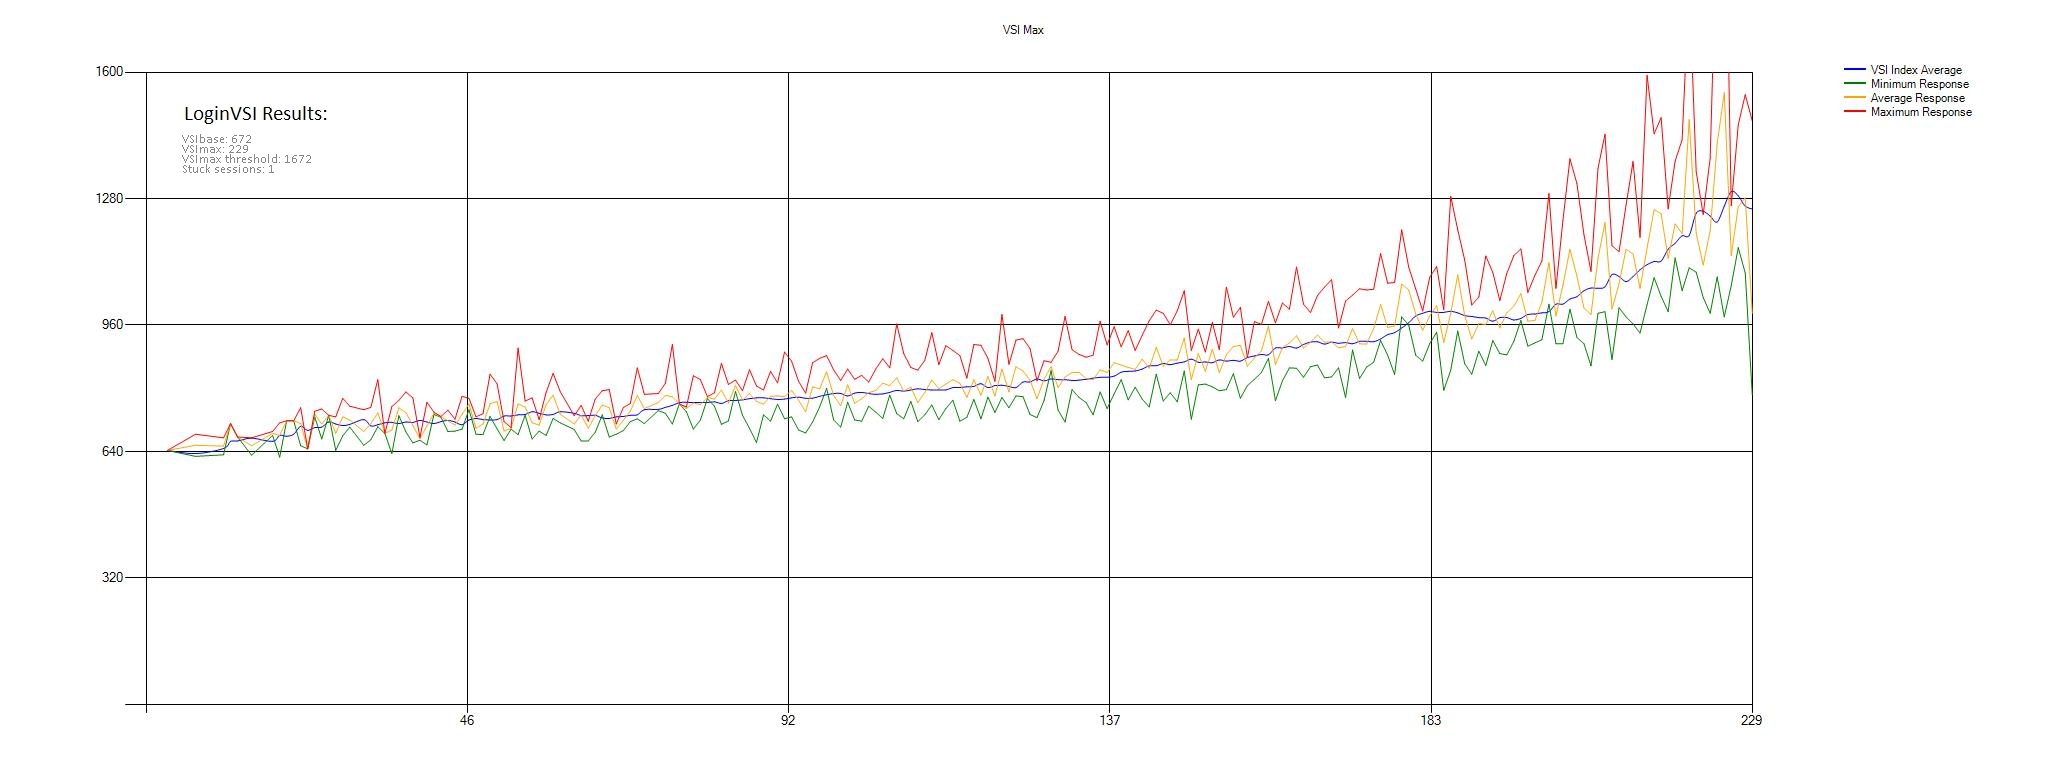 VSI Max
1600
1280
960
640
320
LoginVSI Results:
VSIbase: 672
VSImax: 229
VSImax threshold: 1672
Stuck sessions: 1
VSI Index Average
Minimum Response
Average Response
Maximum Response
46
92
137
183
229